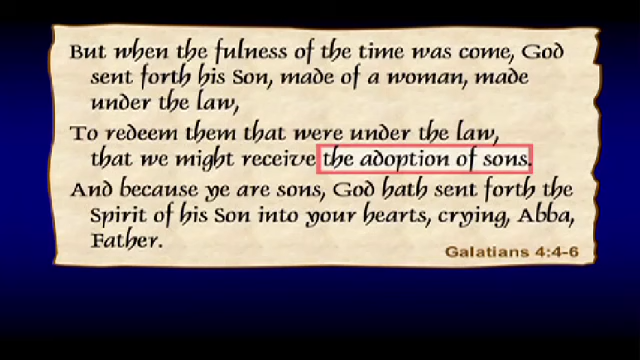 But when the fulness of the time was come, God
sent forth his Son, made of a woman, made
under the law,
To redeem them that were under the law,
that we might receive the adoption of sons.
And because ye are sons, God hath sent forth the
Spirit of his Son into your hearts, crying, Abba,
Father.
Galatians 4:4-6